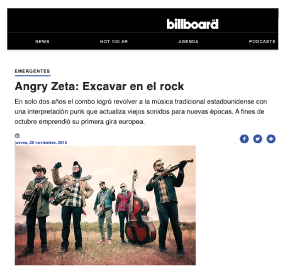 billboard
NEWS HOT 100 AR AGENDA PODCASTS
EMERGENTES
Angry Zeta: Excavar en el rock
En solo dos años el combo logró revolver a la música tradicional estadounidense con
una interpretación punk que actualiza viejos sonidos para nuevas épocas. A fines de
octubre emprendió su primera gira europea.
jueves, 28 noviembre, 2019